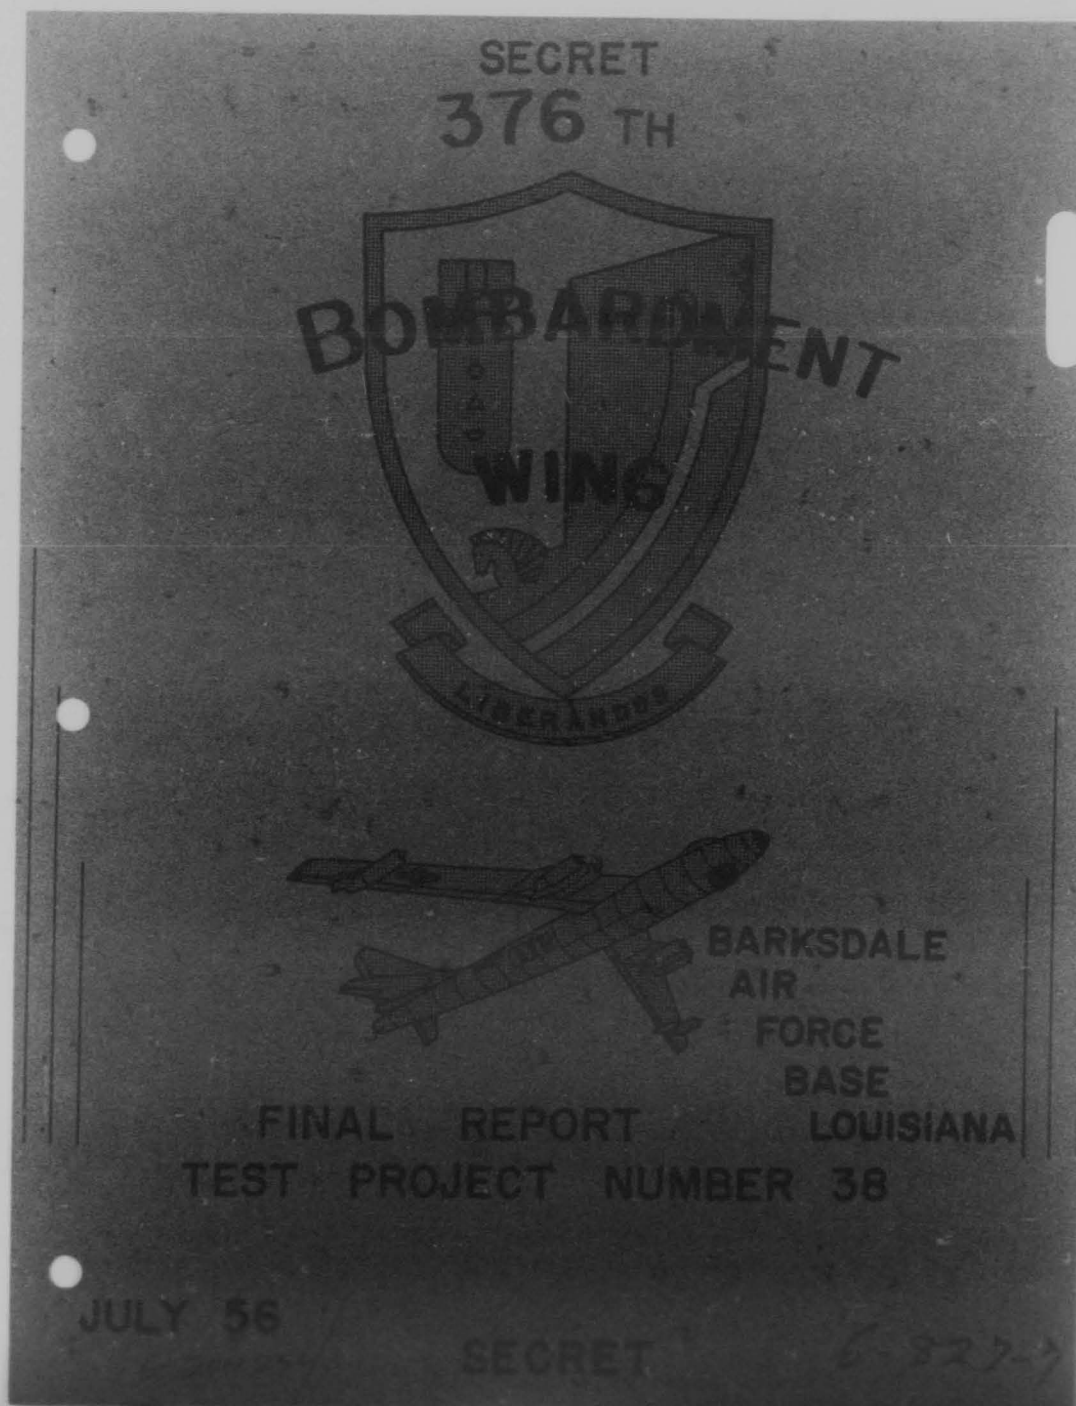 SECRET
376 TH
BOMBARDMENT
WING
LIBERANDOS
BARKSDALE
AIR
FORCE
BASE
LOUISIANA
FINAL REPORT
TEST PROJECT NUMBER 38
JULY 56
SECRET